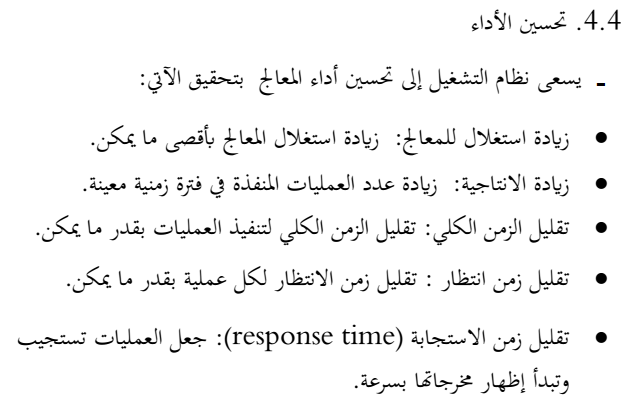 4.4. تحسين الأداء
- يسعى نظام التشغيل إلى تحسين أداء المعالج بتحقيق الآتي:
• زيادة استغلال للمعالج: زيادة استغلال المعالج بأقصى ما يمكن.
• زيادة الانتاجية: زيادة عدد العمليات المنفذة في فترة زمنية معينة.
• تقليل الزمن الكلي: تقليل الزمن الكلي لتنفيذ العمليات بقدر ما يمكن.
• تقليل زمن انتظار : تقليل زمن الانتظار لكل عملية بقدر ما يمكن.
• تقليل زمن الاستجابة (response time): جعل العمليات تستجيب
وتبدأ إظهار مخرجاتها بسرعة.